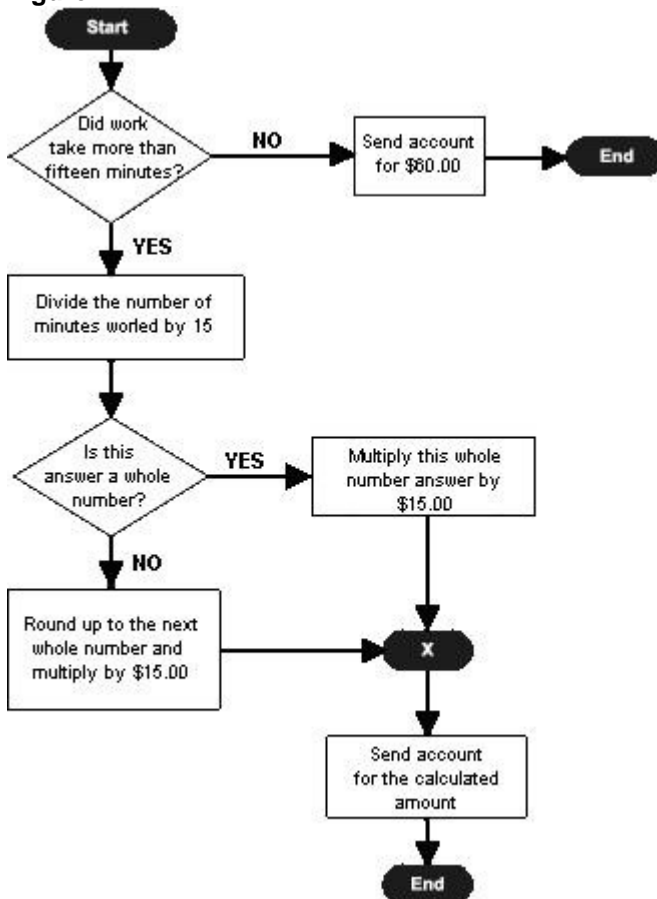 Start
Did work
take more than
fifteen minutes?
NO
Send account
for $60.00
End
YES
Divide the number of
minutes worled by 15
Is this
answer a whole
number?
YES
Multiply this whole
number answer by
$15.00
NO
Round up to the next
whole number and
multiply by $15.00
X
Send account
for the calculated
amount
End